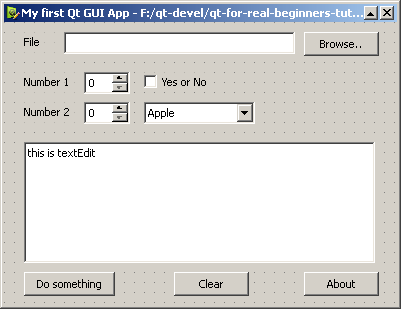 My first Qt GUI App - F:/qt-devel/qt-for-real-beginners-tut...
File
Browse..
Number 1
0
Yes or No
Number 2
0
Apple
this is textEdit
Do something
Clear
About